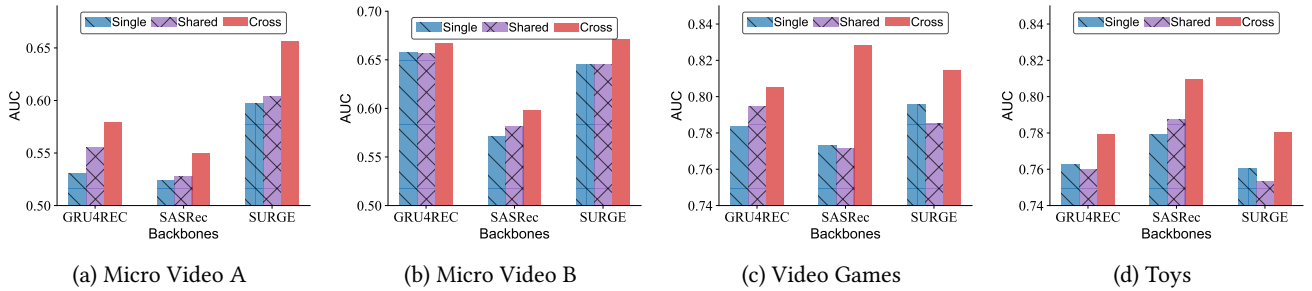 Single Shared Cross
AUC
0.65
0.60
0.55
0.50
GRU4REC SASRec SURGE
Backbones
(a) Micro Video A
Single Shared Cross
AUC
0.70
0.65
0.60
0.55
0.50
GRU4REC SASRec SURGE
Backbones
(b) Micro Video B
Single Shared Cross
AUC
0.84
0.82
0.80
0.78
0.76
0.74
GRU4REC SASRec SURGE
Backbones
(c) Video Games
Single Shared Cross
AUC
0.84
0.82
0.80
0.78
0.76
0.74
GRU4REC SASRec SURGE
Backbones
(d) Toys